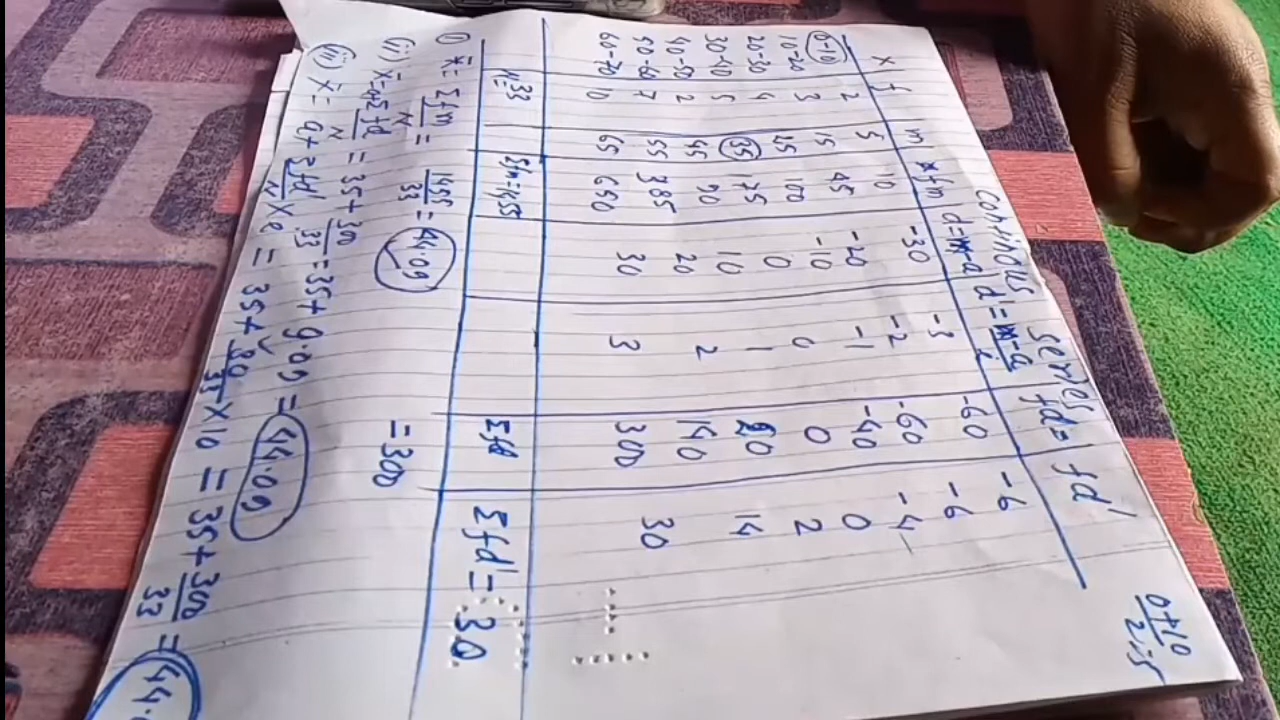 continous series
x f m fm d=m-a d'=m-a/i fd= fd'
0-10 2 5 10 -30 -3 -60 -6
10-20 3 15 45 -20 -2 -60 -6
20-30 4 25 100 -10 -1 -40 -4
30-40 5 35 175 0 0 0 0
40-50 2 45 90 10 1 20 2
50-60 7 55 385 20 2 140 14
60-70 10 65 650 30 3 300 30
N=33 Σfm=1455 Σfd Σfd'=30
=300
(i) x̄= Σfm/N = 1455/33 = 44.09
(ii) x̄=a+Σfd/N = 35+300/33 = 35+9.09 = 44.09
(iii) x̄= a+Σfd'/N × = 35+30/33×10 = 35+300/33 =
0+10
2=5